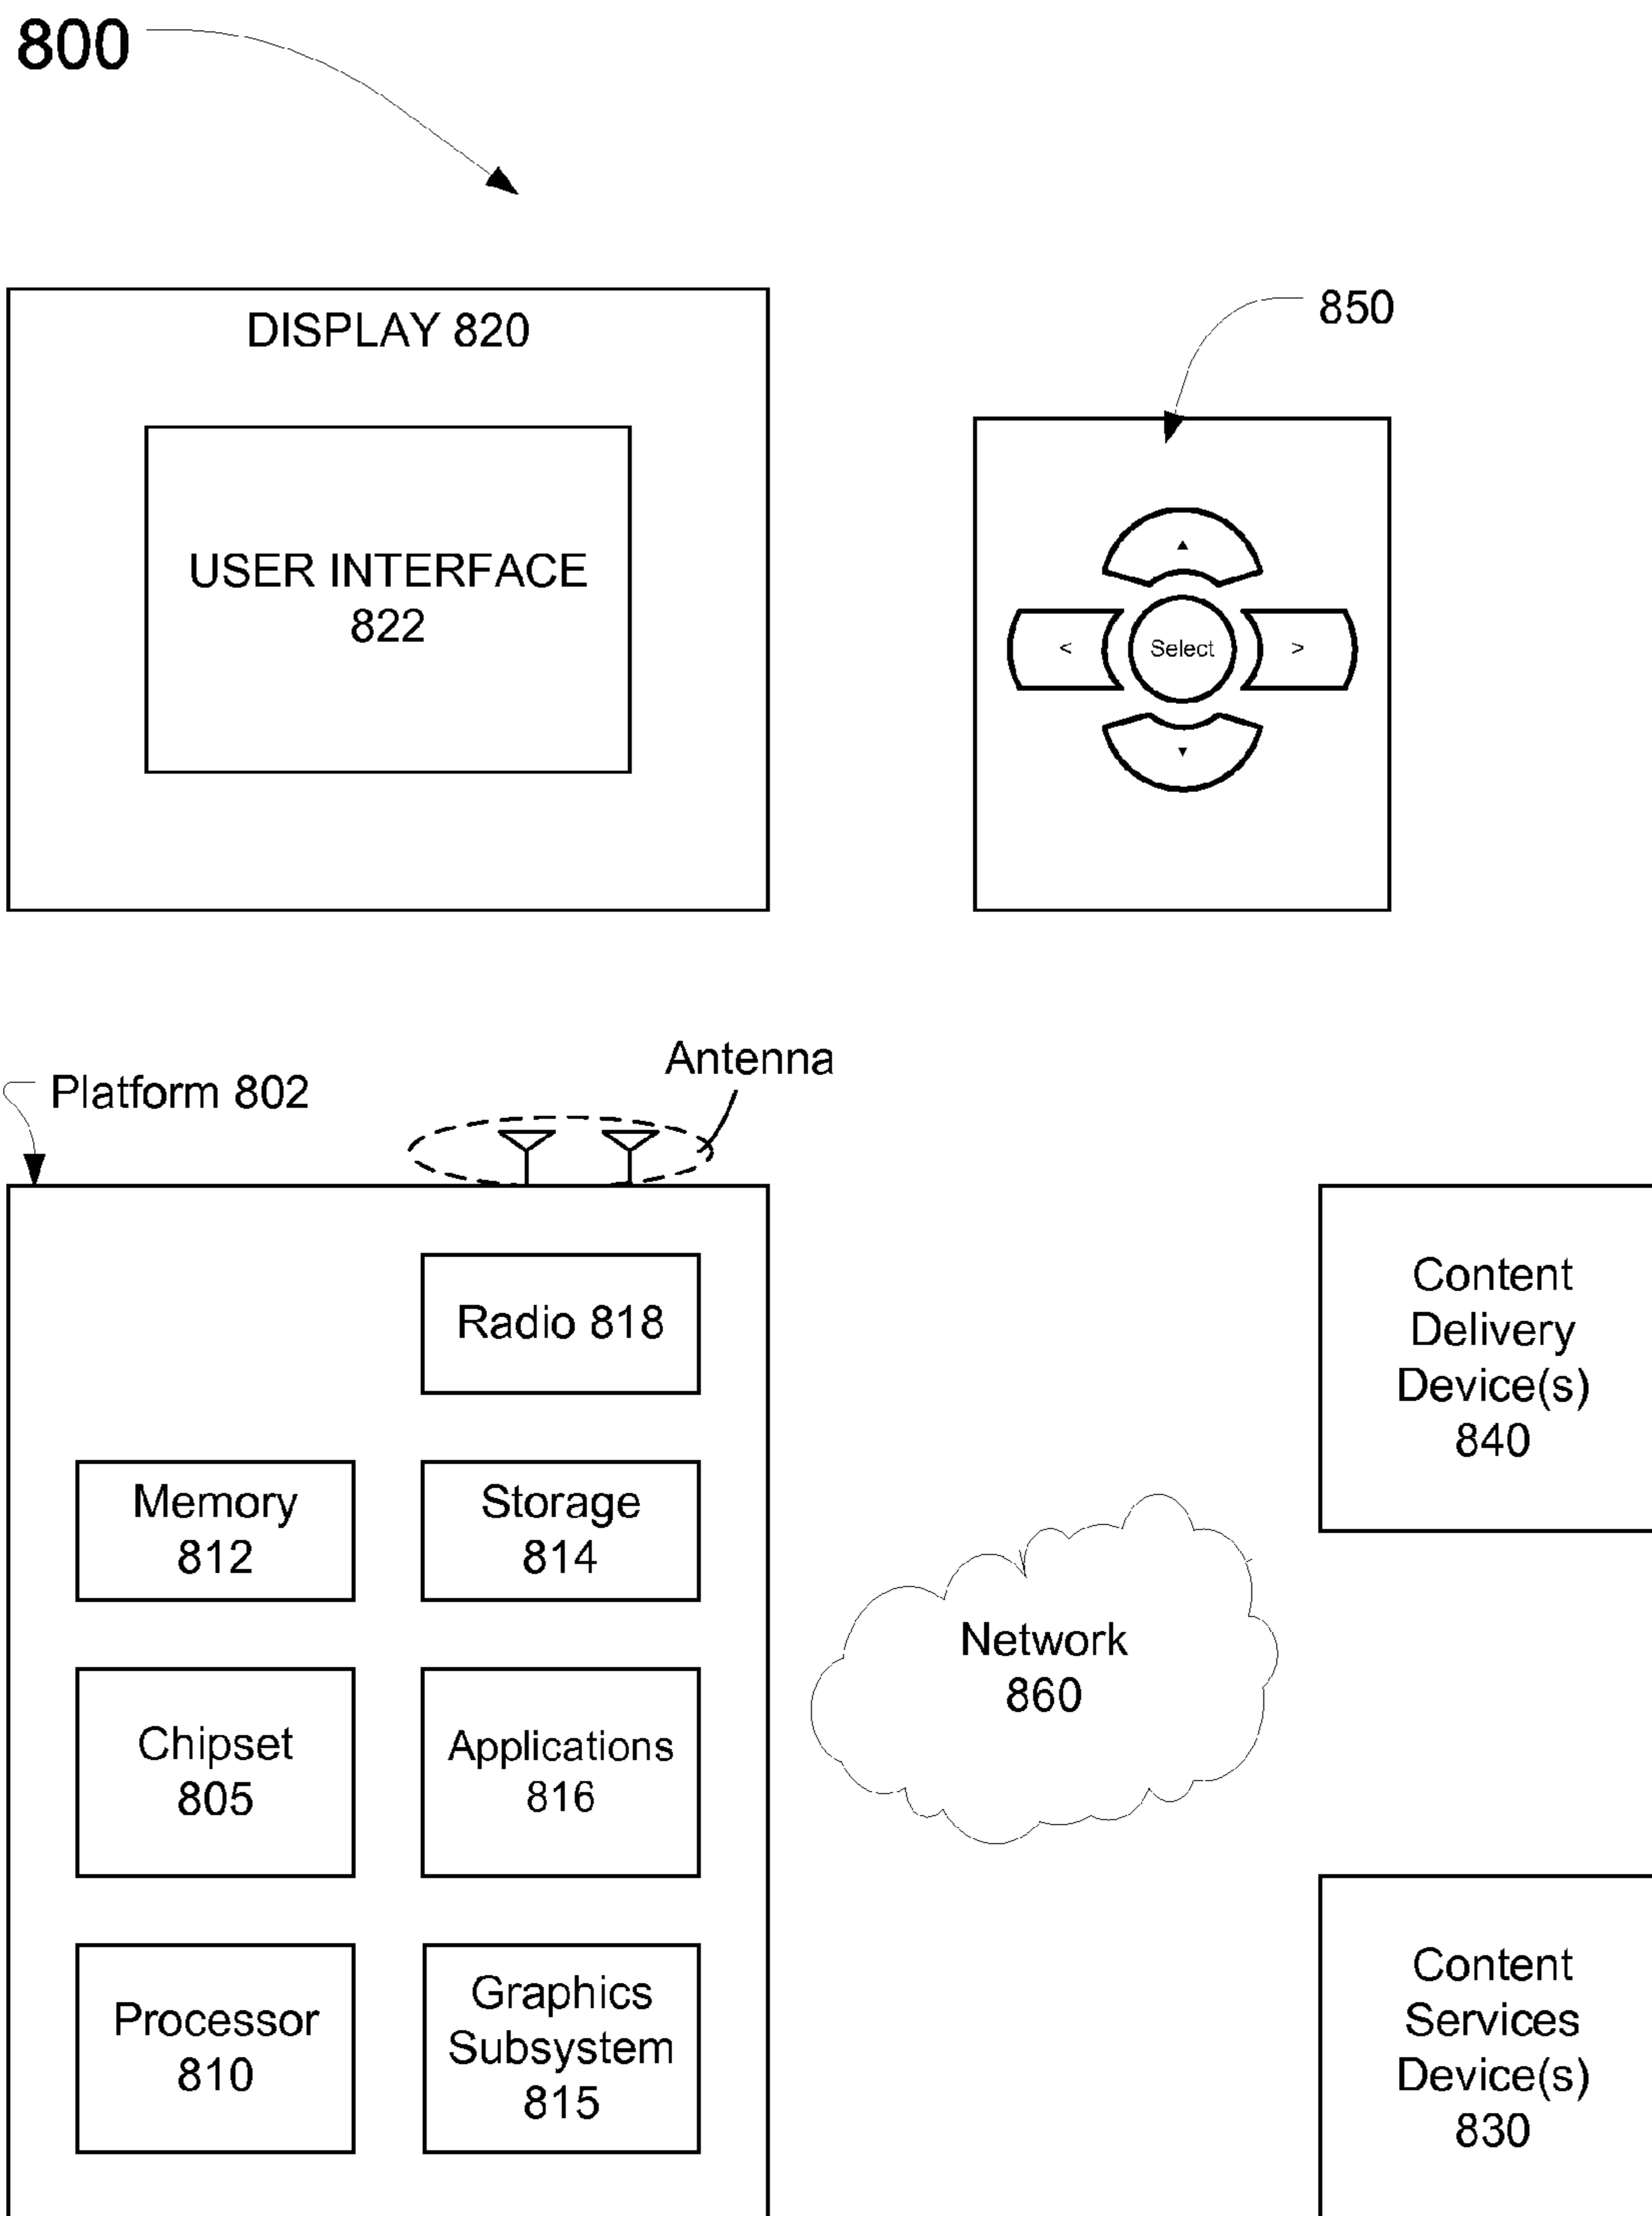 800
DISPLAY 820
850
USER INTERFACE
822
▲
< Select >
▼
Antenna
Platform 802
Radio 818
Content
Delivery
Device(s)
840
Memory
812
Storage
814
Network
860
Chipset
805
Applications
816
Content
Services
Device(s)
830
Processor
810
Graphics
Subsystem
815